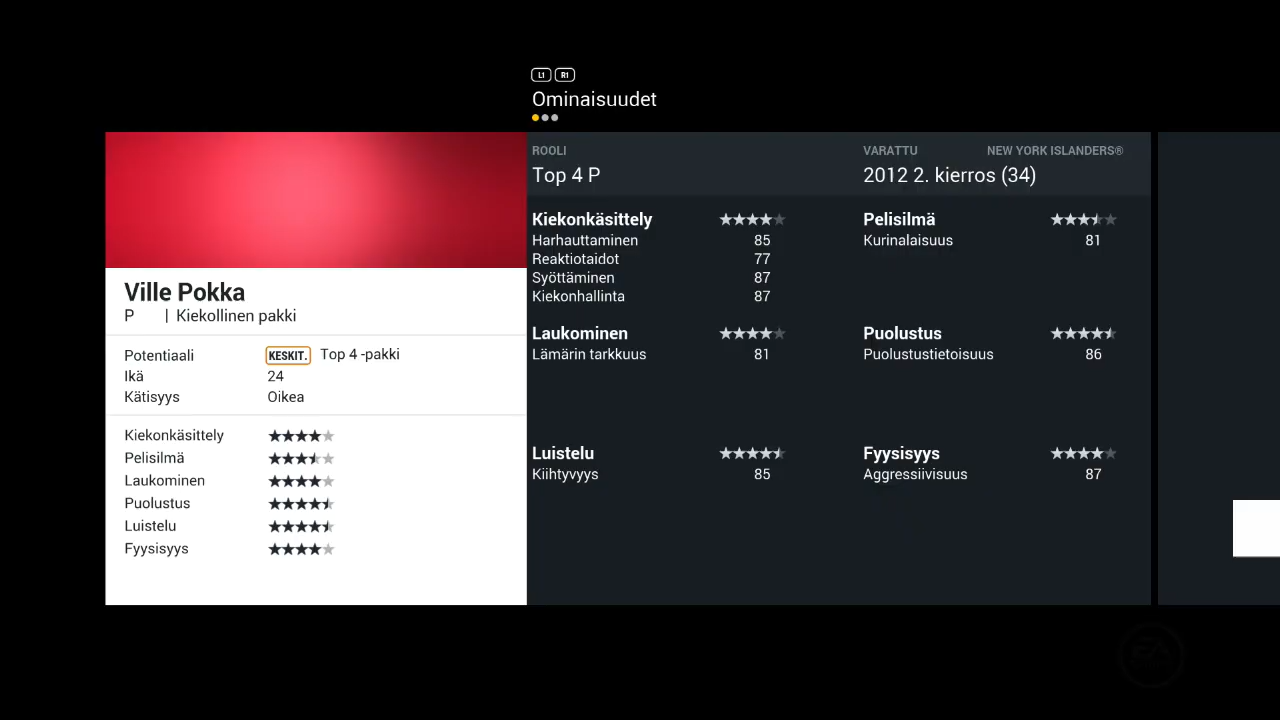 L1 R1
Ominaisuudet
ROOLI
Top 4 P
VARATTU NEW YORK ISLANDERS®
2012 2. kierros (34)
Ville Pokka
P | Kiekollinen pakki
Potentiaali KESKIT. Top 4 -pakki
Ikä 24
Kätisyys Oikea
Kiekonkäsittely
Pelisilmä
Laukominen
Puolustus
Luistelu
Fyysisyys
Kiekonkäsittely
Harhauttaminen 85
Reaktiotaidot 77
Syöttäminen 87
Kiekonhallinta 87
Pelisilmä
Kurinalaisuus 81
Laukominen
Lämärin tarkkuus 81
Puolustus
Puolustustietoisuus 86
Luistelu
Kiihtyvyys 85
Fyysisyys
Aggressiivisuus 87
EA